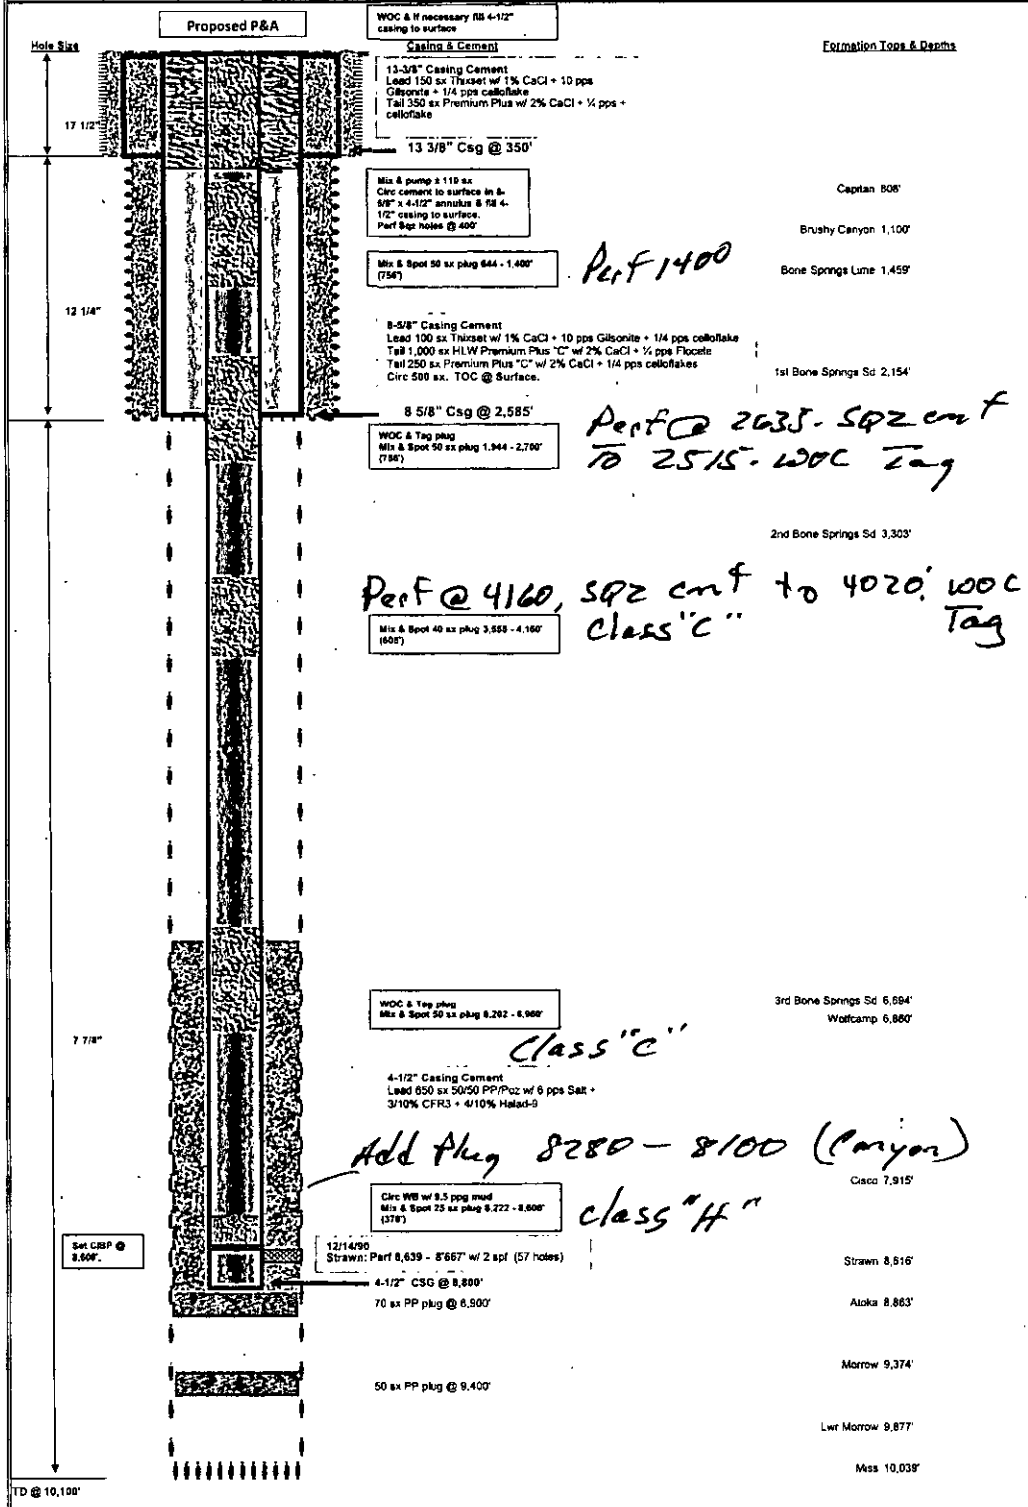 Proposed P&A
WOC & If necessary fill 4-1/2"
casing to surface
Hole Size
Casing & Cement
Formation Tops & Depths
13-3/8" Casing Cement
Lead 150 sx Thixset w/ 1% CaCl + 10 pps
Gilsonite + 1/4 pps celloflake
Tail 350 sx Premium Plus w/ 2% CaCl + ¼ pps +
celloflake
17 1/2"
13 3/8" Csg @ 350'
Mix & pump ± 110 sx
Circ cement to surface in 8-
5/8" x 4-1/2" annulus & fill 4-
1/2" casing to surface.
Perf Sqz holes @ 400'
Capitan 808'
Brushy Canyon 1,100'
Mix & Spot 50 sx plug 644 - 1,400'
(756')
Perf 1400
Bone Springs Lime 1,459'
12 1/4"
8-5/8" Casing Cement
Lead 100 sx Thixset w/ 1% CaCl + 10 pps Gilsonite + 1/4 pps celloflake
Tail 1,000 sx HLW Premium Plus "C" w/ 2% CaCl + ¼ pps Flocele
Tail 250 sx Premium Plus "C" w/ 2% CaCl + 1/4 pps celloflakes
Circ 500 sx. TOC @ Surface.
1st Bone Springs Sd 2,154'
8 5/8" Csg @ 2,585'
WOC & Tag plug
Mix & Spot 50 sx plug 1,944 - 2,700'
(756')
Perf @ 2635. SQZ cmt
To 2515. WOC Tag
2nd Bone Springs Sd 3,303'
Perf @ 4160, SQZ cmt to 4020' WOC
Class "C" Tag
Mix & Spot 40 sx plug 3,555 - 4,160'
(605')
WOC & Tag plug
Mix & Spot 50 sx plug 6,202 - 6,960'
3rd Bone Springs Sd 6,694'
Wolfcamp 6,860'
7 7/8"
Class "C"
4-1/2" Casing Cement
Lead 650 sx 50/50 PP/Poz w/ 6 pps Salt +
3/10% CFR3 + 4/10% Halad-9
Add Plug 8280 - 8100 (Canyon)
Cisco 7,915'
Circ WB w/ 9.5 ppg mud
Mix & Spot 25 sx plug 8,222 - 8,600'
(378')
Class "H"
Set CIBP @
8,600'.
12/14/90
Strawn: Perf 8,639 - 8'667' w/ 2 spf (57 holes)
Strawn 8,616'
4-1/2" CSG @ 8,800'
70 sx PP plug @ 8,900'
Atoka 8,863'
Morrow 9,374'
50 sx PP plug @ 9,400'
Lwr Morrow 9,877'
Miss 10,039'
TD @ 10,100'